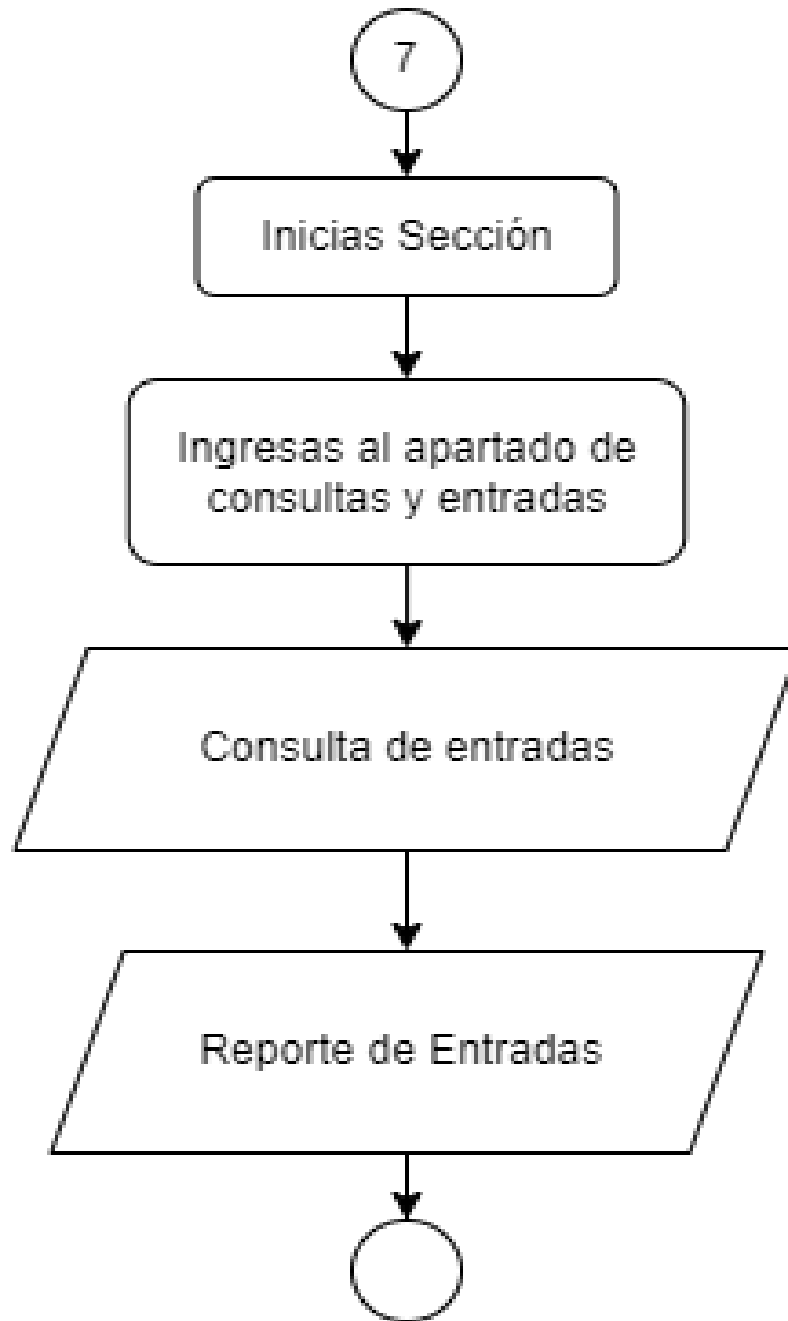 7
Inicias Sección
Ingresas al apartado de
consultas y entradas
Consulta de entradas
Reporte de Entradas